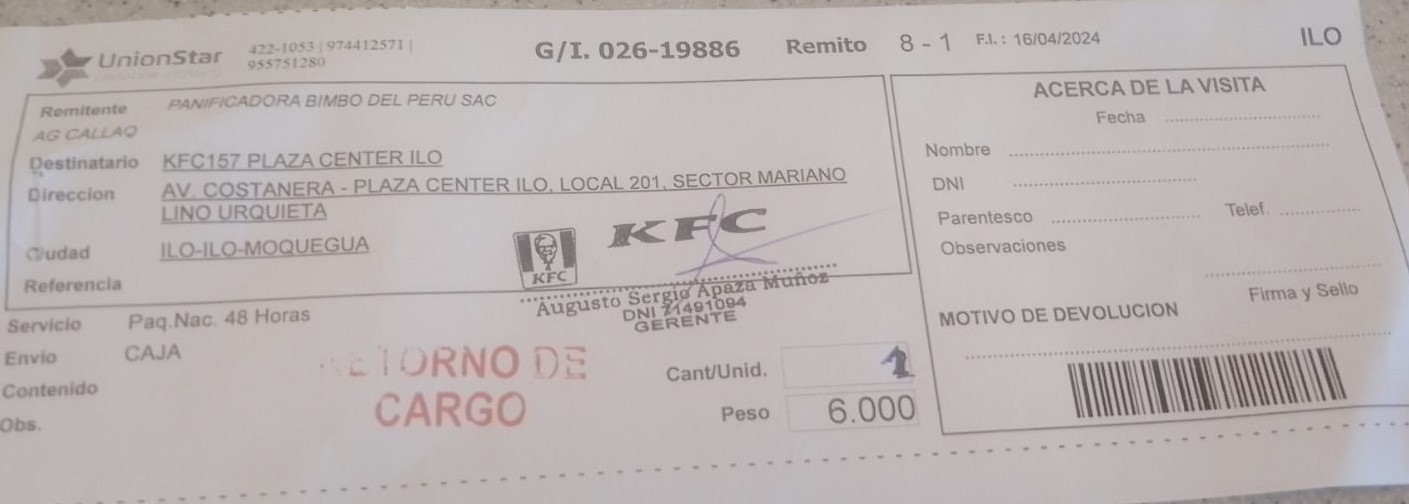 UnionStar 422-1053 | 974412571 |
955751280
G/I. 026-19886 Remito 8 - 1 F.I. : 16/04/2024 ILO
Remitente PANIFICADORA BIMBO DEL PERU SAC
AG CALLAO
Destinatario KFC157 PLAZA CENTER ILO
Direccion AV. COSTANERA - PLAZA CENTER ILO, LOCAL 201, SECTOR MARIANO
LINO URQUIETA
Ciudad ILO-ILO-MOQUEGUA
Referencia
KFC
KFC
Augusto Sergio Apaza Muñoz
DNI 71491094
GERENTE
Servicio Paq.Nac. 48 Horas
Envio CAJA
Contenido
Obs.
RETORNO DE
CARGO
Cant/Unid. 1
Peso 6.000
ACERCA DE LA VISITA
Fecha
Nombre
DNI
Parentesco Telef.
Observaciones
Firma y Sello
MOTIVO DE DEVOLUCION